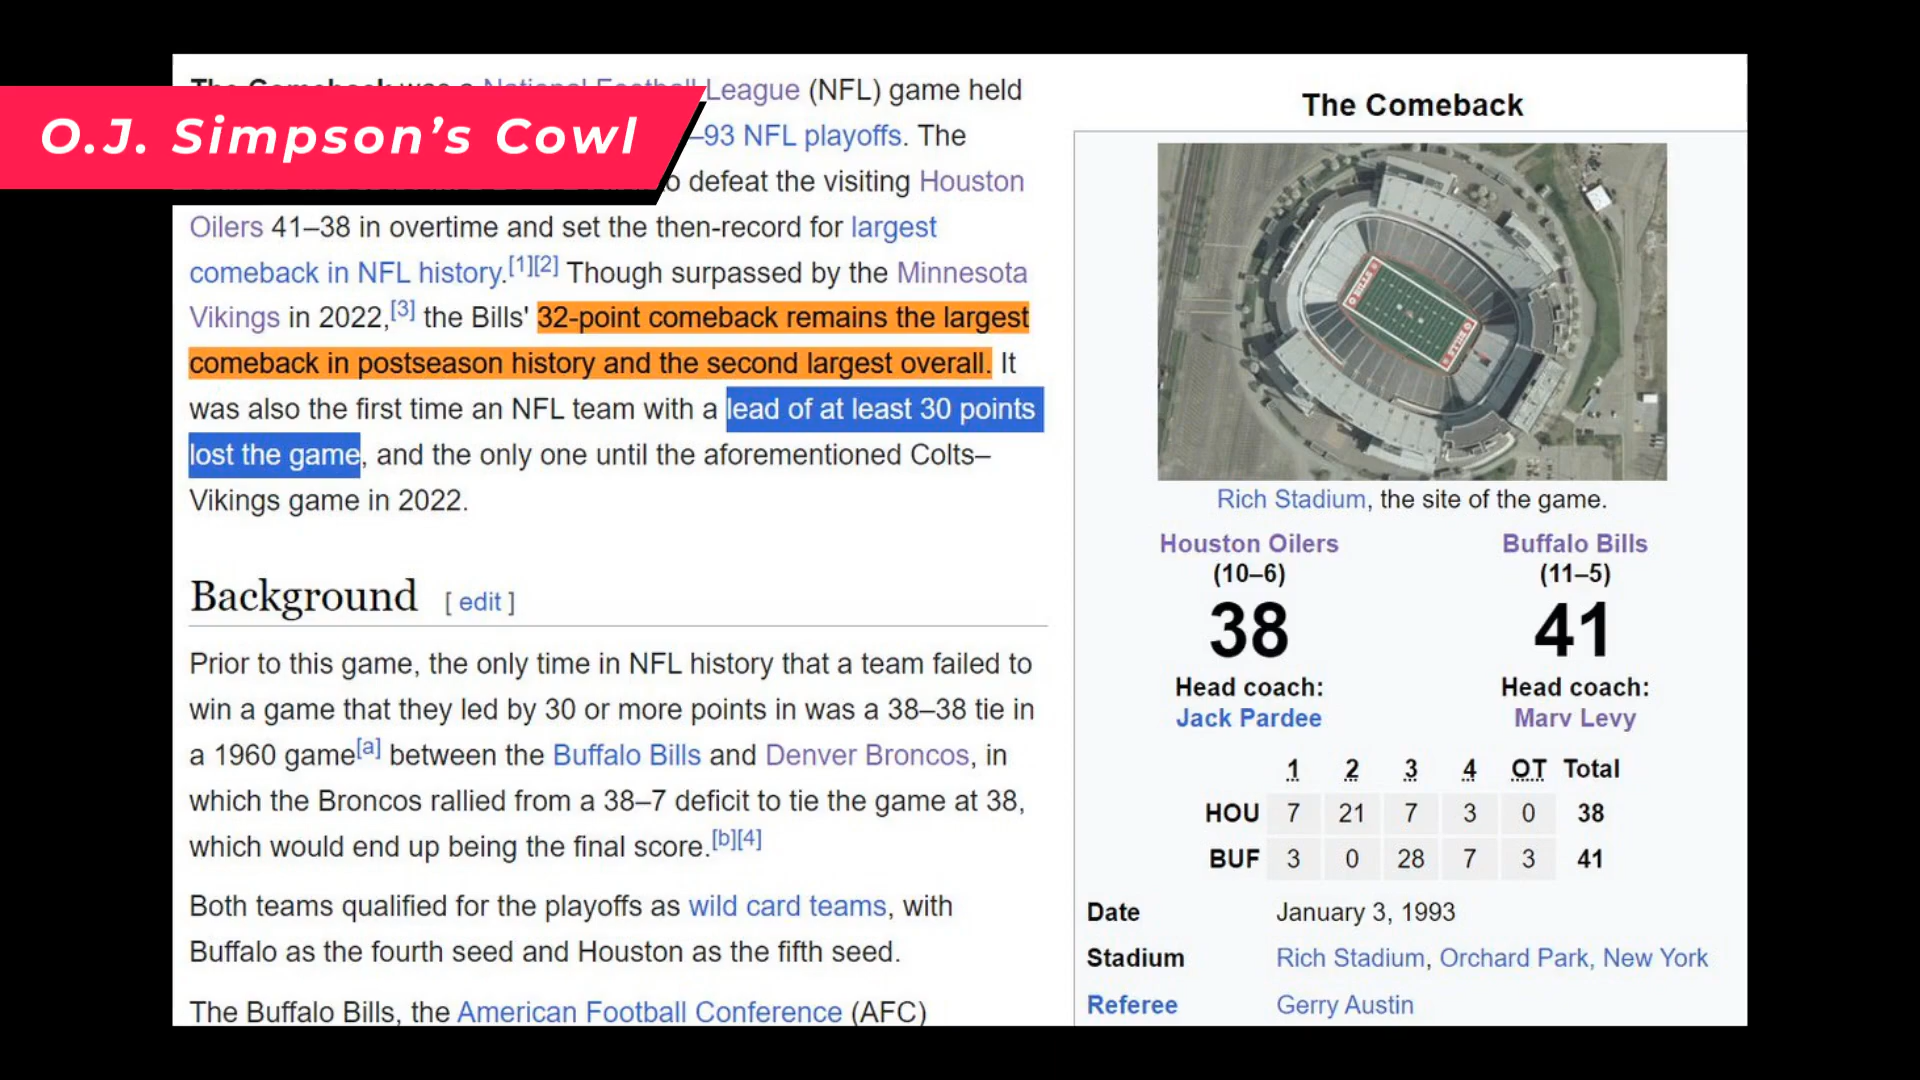 O.J. Simpson's Cowl
League (NFL) game held
–93 NFL playoffs. The
to defeat the visiting Houston
Oilers 41–38 in overtime and set the then-record for largest
comeback in NFL history.[1][2] Though surpassed by the Minnesota
Vikings in 2022,[3] the Bills' 32-point comeback remains the largest
comeback in postseason history and the second largest overall. It
was also the first time an NFL team with a lead of at least 30 points
lost the game, and the only one until the aforementioned Colts–
Vikings game in 2022.
Background [ edit ]
Prior to this game, the only time in NFL history that a team failed to
win a game that they led by 30 or more points in was a 38–38 tie in
a 1960 game[a] between the Buffalo Bills and Denver Broncos, in
which the Broncos rallied from a 38–7 deficit to tie the game at 38,
which would end up being the final score.[b][4]
Both teams qualified for the playoffs as wild card teams, with
Buffalo as the fourth seed and Houston as the fifth seed.
The Buffalo Bills, the American Football Conference (AFC)
The Comeback
BILLS
BILLS
Rich Stadium, the site of the game.
Houston Oilers Buffalo Bills
(10–6) (11–5)
38 41
Head coach: Head coach:
Jack Pardee Marv Levy
1 2 3 4 OT Total
HOU 7 21 7 3 0 38
BUF 3 0 28 7 3 41
Date January 3, 1993
Stadium Rich Stadium, Orchard Park, New York
Referee Gerry Austin